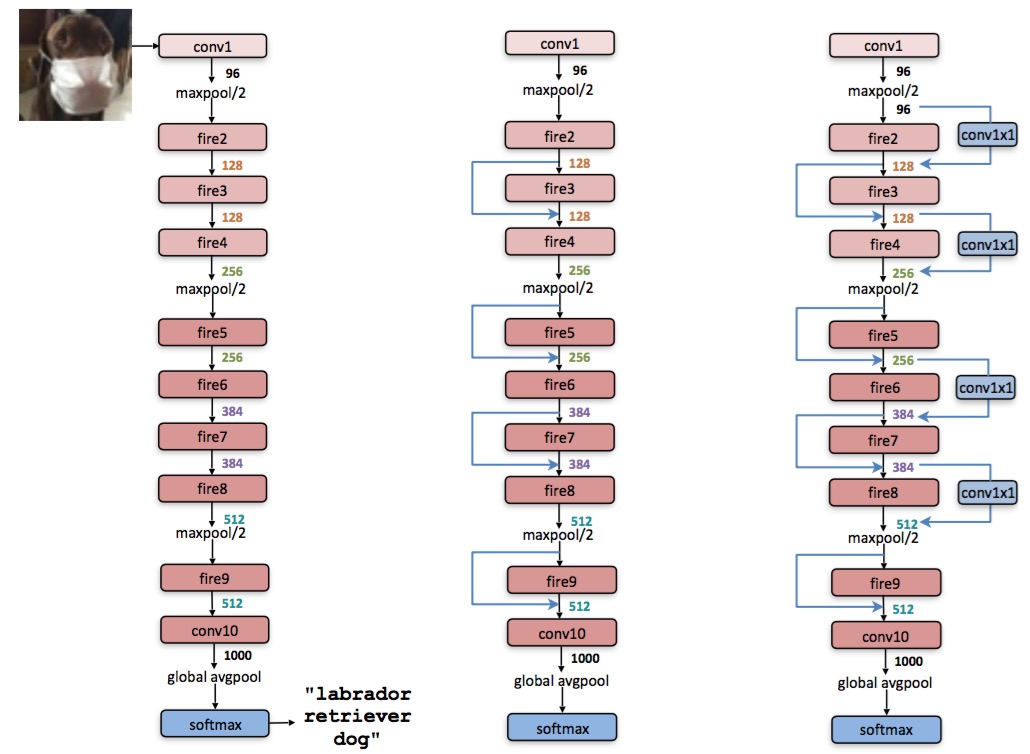 conv1
96
maxpool/2
fire2
128
fire3
128
fire4
256
maxpool/2
fire5
256
fire6
384
fire7
384
fire8
512
maxpool/2
fire9
512
conv10
1000
global avgpool
softmax
"labrador
retriever
dog"
conv1
96
maxpool/2
fire2
128
fire3
128
fire4
256
maxpool/2
fire5
256
fire6
384
fire7
384
fire8
512
maxpool/2
fire9
512
conv10
1000
global avgpool
softmax
conv1
96
maxpool/2
96
conv1x1
fire2
128
fire3
128
conv1x1
fire4
256
maxpool/2
fire5
256
conv1x1
fire6
384
fire7
384
conv1x1
fire8
512
maxpool/2
fire9
512
conv10
1000
global avgpool
softmax